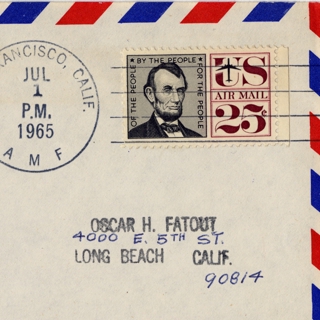 FRANCISCO, CALIF.
JUL
1
P.M.
1965
A M F
OF THE PEOPLE ★ BY THE PEOPLE ★ FOR THE PEOPLE
US
AIR MAIL
25¢
OSCAR H. FATOUT
4000 E. 5TH ST.
LONG BEACH CALIF.
90814